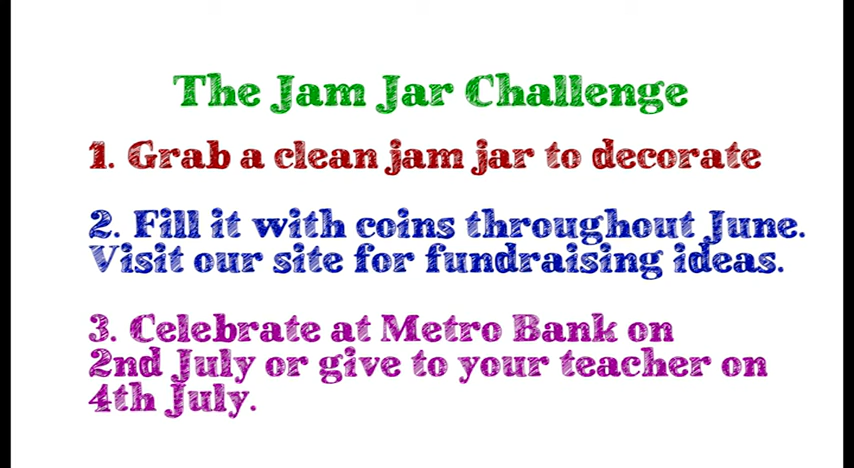 The Jam Jar Challenge
1. Grab a clean jam jar to decorate
2. Fill it with coins throughout June.
Visit our site for fundraising ideas.
3. Celebrate at Metro Bank on
2nd July or give to your teacher on
4th July.